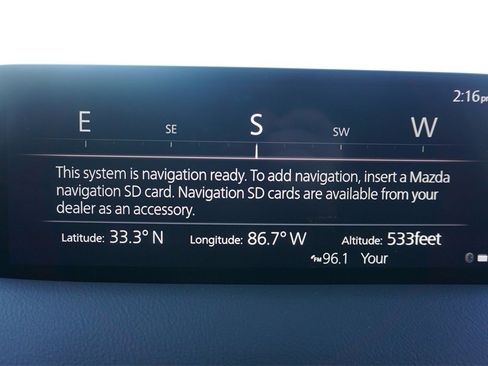 2:16pm
E SE S SW W
This system is navigation ready. To add navigation, insert a Mazda
navigation SD card. Navigation SD cards are available from your
dealer as an accessory.
Latitude: 33.3° N Longitude: 86.7° W Altitude: 533feet
FM 96.1 Your